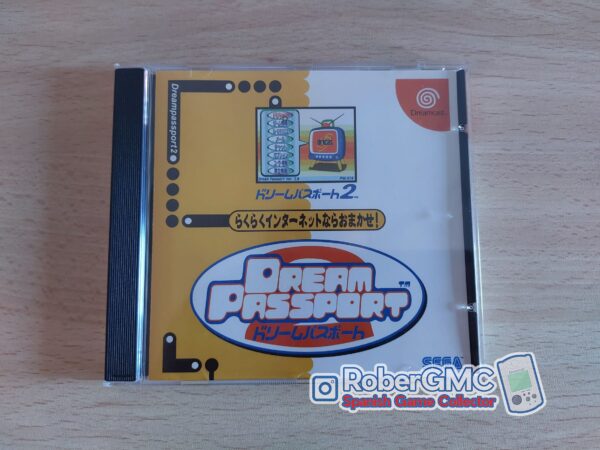 Dreampassport2
Dreamcast
ドリームパスポート2
らくらくインターネットならおまかせ!
DREAM
PASSPORT
TM
ドリームパスポート
SEGA
RoberGMC
Spanish Game Collector